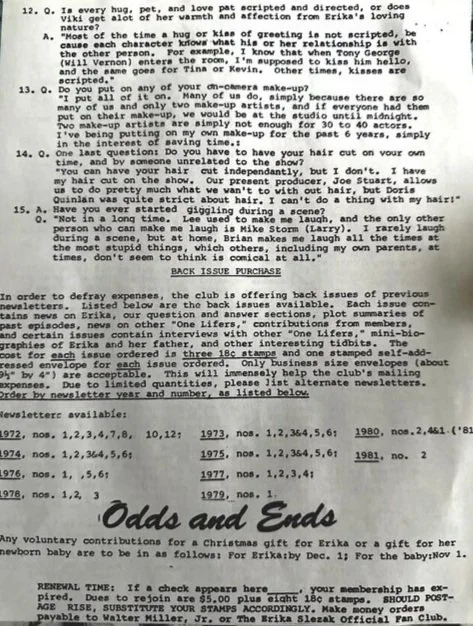 12. Q. Is every hug, pet, and love pat scripted and directed, or does
Viki get alot of her warmth and affection from Erika's loving
nature?
A. "Most of the time a hug or kiss of greeting is not scripted, be
cause each character knows what his or her relationship is with
the other person. For example, I know that when Tony George
(Will Vernon) enters the room, I'm supposed to kiss him hello,
and the same goes for Tina or Kevin. Other times, kisses are
scripted."
13. Q. Do you put on any of your on-camera make-up?
"I put all of it on. Many of us do, simply because there are so
many of us and only two make-up artists, and if everyone had them
put on their make-up, we would be at the studio until midnight.
Two make-up artists are simply not enough for 30 to 40 actors.
I've being putting on my own make-up for the past 6 years, simply
in the interest of saving time.:
14. Q. One last question: Do you have to have your hair cut on your own
time, and by someone unrelated to the show?
"You can have your hair cut independently, but I don't. I have
my hair cut on the show. Our present producer, Joe Stuart, allows
us to do pretty much what we want to with out hair, but Doris
Quinlan was quite strict about hair. I can't do a thing with my hair!"
15. A. Have you ever started giggling during a scene?
Q. "Not in a long time. Lee used to make me laugh, and the only other
person who can make me laugh is Mike Storm (Larry). I rarely laugh
during a scene, but at home, Brian makes me laugh all the times at
the most stupid things, which others, including my own parents, at
times, don't seem to think is comical at all."
BACK ISSUE PURCHASE
In order to defray expenses, the club is offering back issues of previous
newsletters. Listed below are the back issues available. Each issue con-
tains news on Erika, our question and answer sections, plot summaries of
past episodes, news on other "One Lifers," contributions from members,
and certain issues contain interviews with other "One Lifers," mini-bio-
graphies of Erika and her father, and other interesting tidbits. The
cost for each issue ordered is three 18¢ stamps and one stamped self-add-
ressed envelope for each issue ordered. Only business size envelopes (about
9½" by 4") are acceptable. This will immensely help the club's mailing
expenses. Due to limited quantities, please list alternate newsletters.
Order by newsletter year and number, as listed below.
Newsletters available:
1972, nos. 1,2,3,4,7,8, 10,12; 1973, nos. 1,2,3&4,5,6; 1980, nos.2,4&1 ('81
1974, nos. 1,2,3&4,5,6; 1975, nos. 1,2,3&4,5,6; 1981, no. 2
1976, nos. 1, ,5,6; 1977, nos. 1,2,3,4;
1978, nos. 1,2, 3 1979, nos. 1.
Odds and Ends
Any voluntary contributions for a Christmas gift for Erika or a gift for her
newborn baby are to be in as follows: For Erika:by Dec. 1; For the baby:Nov 1.
RENEWAL TIME: If a check appears here____, your membership has ex-
pired. Dues to rejoin are $5.00 plus eight 18¢ stamps. SHOULD POST-
AGE RISE, SUBSTITUTE YOUR STAMPS ACCORDINGLY. Make money orders
payable to Walter Miller, Jr. or The Erika Slezak Official Fan Club.